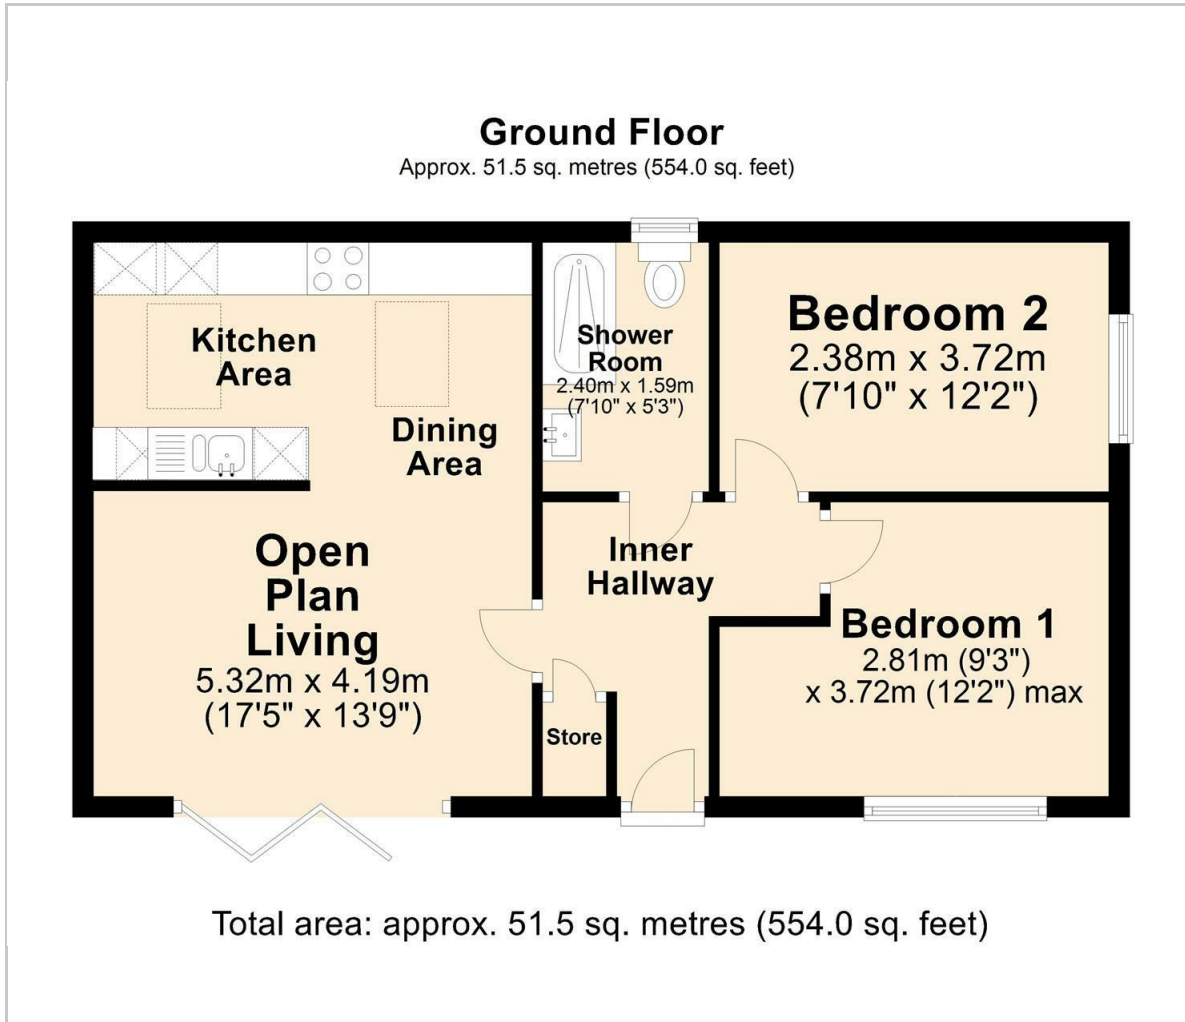 Ground Floor
Approx. 51.5 sq. metres (554.0 sq. feet)
Kitchen
Area
Dining
Area
Shower
Room
2.40m x 1.59m
(7'10" x 5'3")
Bedroom 2
2.38m x 3.72m
(7'10" x 12'2")
Open
Plan
Living
5.32m x 4.19m
(17'5" x 13'9")
Inner
Hallway
Store
Bedroom 1
2.81m (9'3")
x 3.72m (12'2") max
Total area: approx. 51.5 sq. metres (554.0 sq. feet)